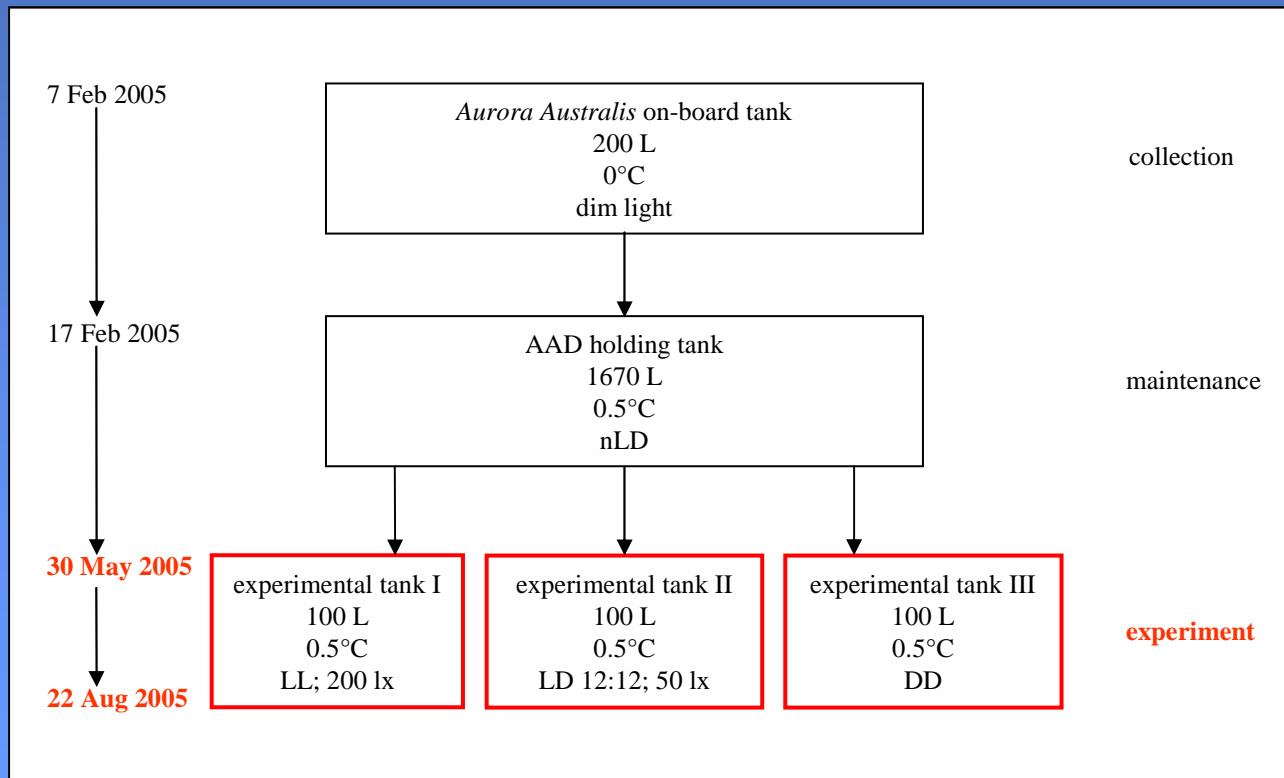 7 Feb 2005
Aurora Australis on-board tank
200 L
0°C
dim light
collection
17 Feb 2005
AAD holding tank
1670 L
0.5°C
nLD
maintenance
30 May 2005
experimental tank I
100 L
0.5°C
LL; 200 lx
experimental tank II
100 L
0.5°C
LD 12:12; 50 lx
experimental tank III
100 L
0.5°C
DD
experiment
22 Aug 2005